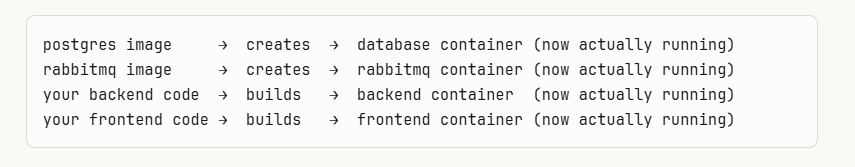 postgres image     →  creates  →  database container (now actually running)
rabbitmq image     →  creates  →  rabbitmq container (now actually running)
your backend code  →  builds   →  backend container  (now actually running)
your frontend code →  builds   →  frontend container (now actually running)